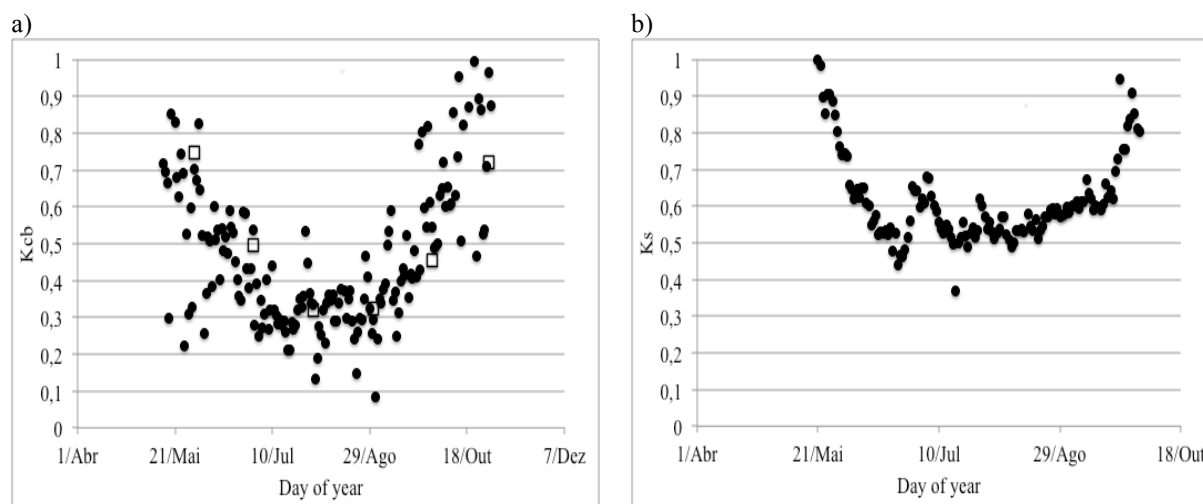 a)
1
0,9
0,8
0,7
0,6
0,5
0,4
0,3
0,2
0,1
0
Kcb
1/Abr 21/Mai 10/Jul 29/Ago 18/Out 7/Dez
Day of year
b)
1
0,9
0,8
0,7
0,6
0,5
0,4
0,3
0,2
0,1
0
Ks
1/Abr 21/Mai 10/Jul 29/Ago 18/Out
Day of year